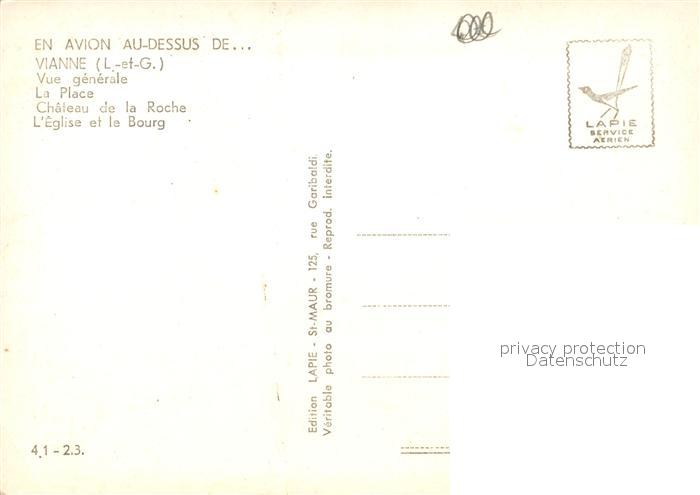 EN AVION AU-DESSUS DE...
VIANNE (L.-et-G.)
Vue générale
La Place
Château de la Roche
L'Église et le Bourg
LAPIE
SERVICE
AERIEN
Edition LAPIE - St-MAUR - 125, rue Garibaldi.
Véritable photo au bromure - Reprod. interdite.
privacy protection
Datenschutz
4.1 - 2.3.